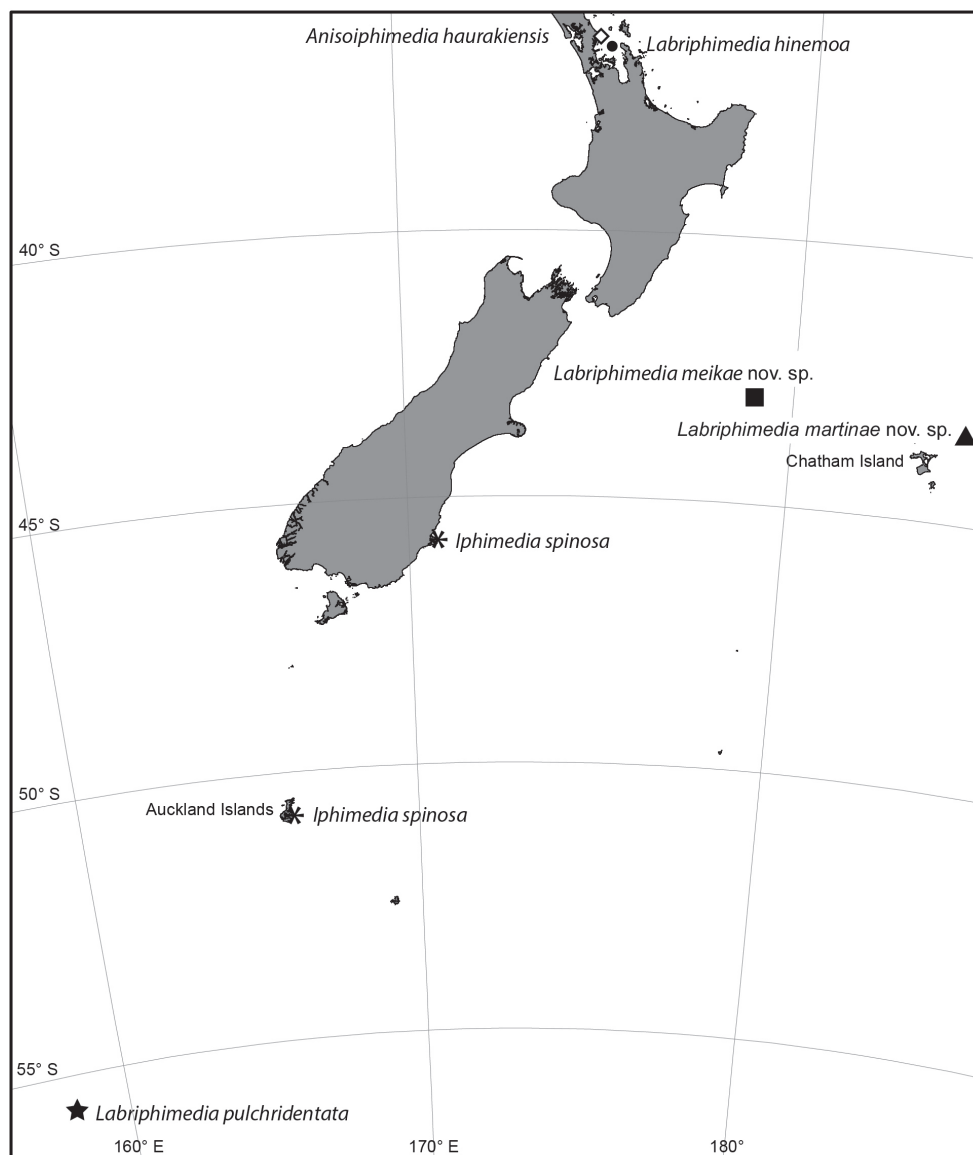 Anisoiphimedia haurakiensis
Labriphimedia hinemoa
40° S
Labriphimedia meikae nov. sp.
Labriphimedia martinae nov. sp.
Chatham Island
45° S
Iphimedia spinosa
50° S
Auckland Islands
Iphimedia spinosa
55° S
Labriphimedia pulchridentata
160° E
170° E
180°